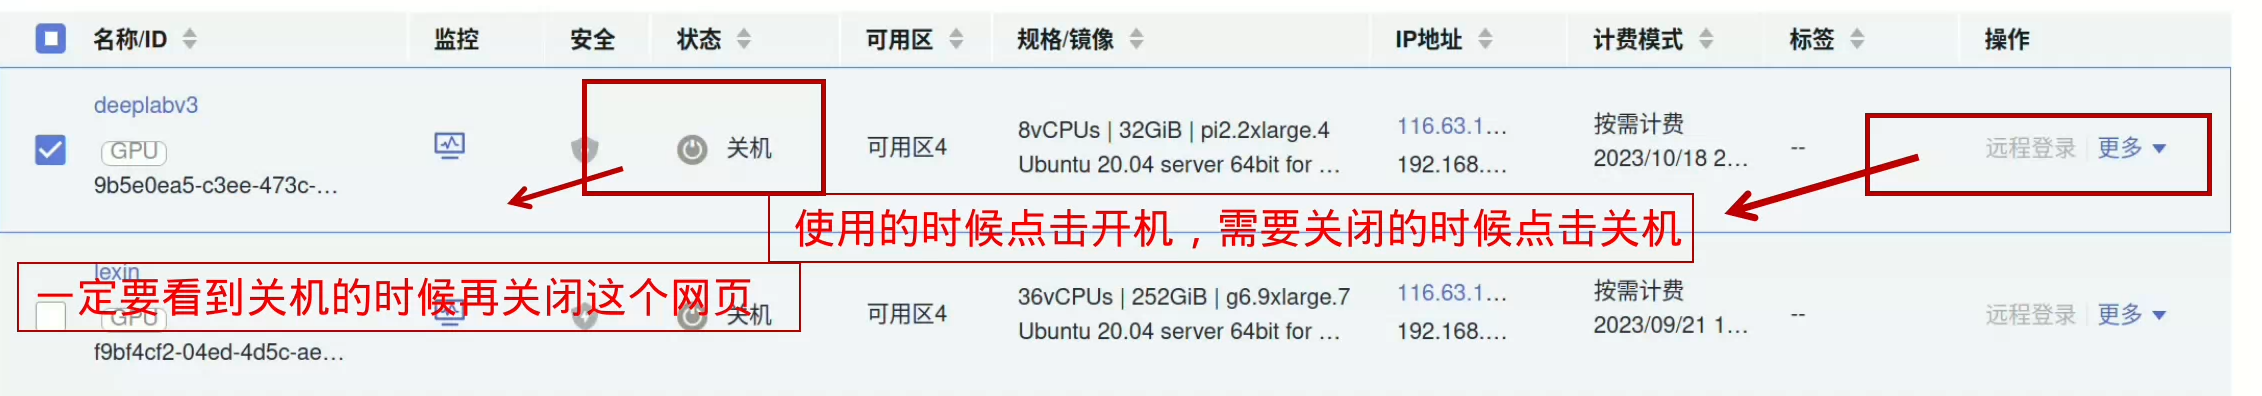 名称/ID 监控 安全 状态 可用区 规格/镜像 IP地址 计费模式 标签 操作
deeplabv3
GPU
9b5e0ea5-c3ee-473c-...
关机
可用区4
8vCPUs | 32GiB | pi2.2xlarge.4
Ubuntu 20.04 server 64bit for ...
116.63.1...
192.168....
按需计费
2023/10/18 2...
--
远程登录 更多
使用的时候点击开机，需要关闭的时候点击关机
一定要看到关机的时候再关闭这个网页
lexin
GPU
f9bf4cf2-04ed-4d5c-ae...
关机
可用区4
36vCPUs | 252GiB | g6.9xlarge.7
Ubuntu 20.04 server 64bit for ...
116.63.1...
192.168....
按需计费
2023/09/21 1...
--
远程登录 更多